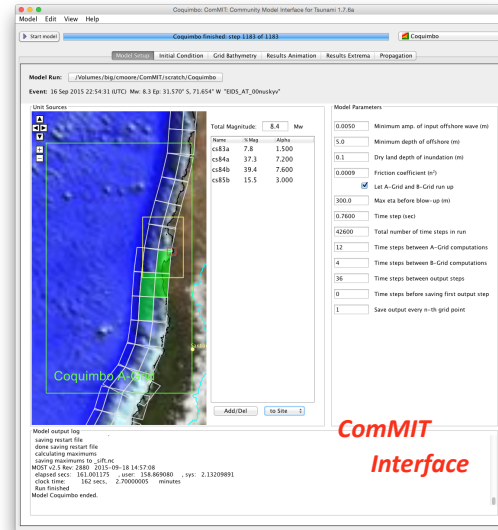 Coquimbo: ComMIT: Community Model Interface for Tsunami 1.7.8a
Model Edit View Help
Start model
Coquimbo finished: step 1183 of 1183
Coquimbo
Model Setup Initial Condition Grid Bathymetry Results Animation Results Extrema Propagation
Model Run: /Volumes/big/cmoore/ComMIT/scratch/Coquimbo
Event: 16 Sep 2015 22:54:31 (UTC) Mw: 8.3 Ep: 31.570° S, 71.654° W "EIDS_AT_00nuskyv"
Unit Sources
Total Magnitude: 8.4 Mw
Name % Mag Alpha
cs83a 7.8 1.500
cs84a 37.3 7.200
cs84b 39.4 7.600
cs85b 15.5 3.000
Coquimbo A-Grid
Add/Del to Site
Model Parameters
0.0050 Minimum amp. of input offshore wave (m)
5.0 Minimum depth of offshore (m)
0.1 Dry land depth of inundation (m)
0.0009 Friction coefficient (n²)
Let A-Grid and B-Grid run up
300.0 Max eta before blow-up (m)
0.7600 Time step (sec)
42600 Total number of time steps in run
12 Time steps between A-Grid computations
4 Time steps between B-Grid computations
36 Time steps between output steps
0 Time steps before saving first output step
1 Save output every n-th grid point
Model output log
saving restart file
done saving restart file
calculating maximums
saving maximums to _sift.nc
MOST v2.5 Rev: 2880 2015-09-18 14:57:08
elapsed secs: 161.001175 , user: 158.869080 , sys: 2.13209891
clock time: 162 secs, 2.70000005 minutes
Run finished
Model Coquimbo ended.
ComMIT
Interface